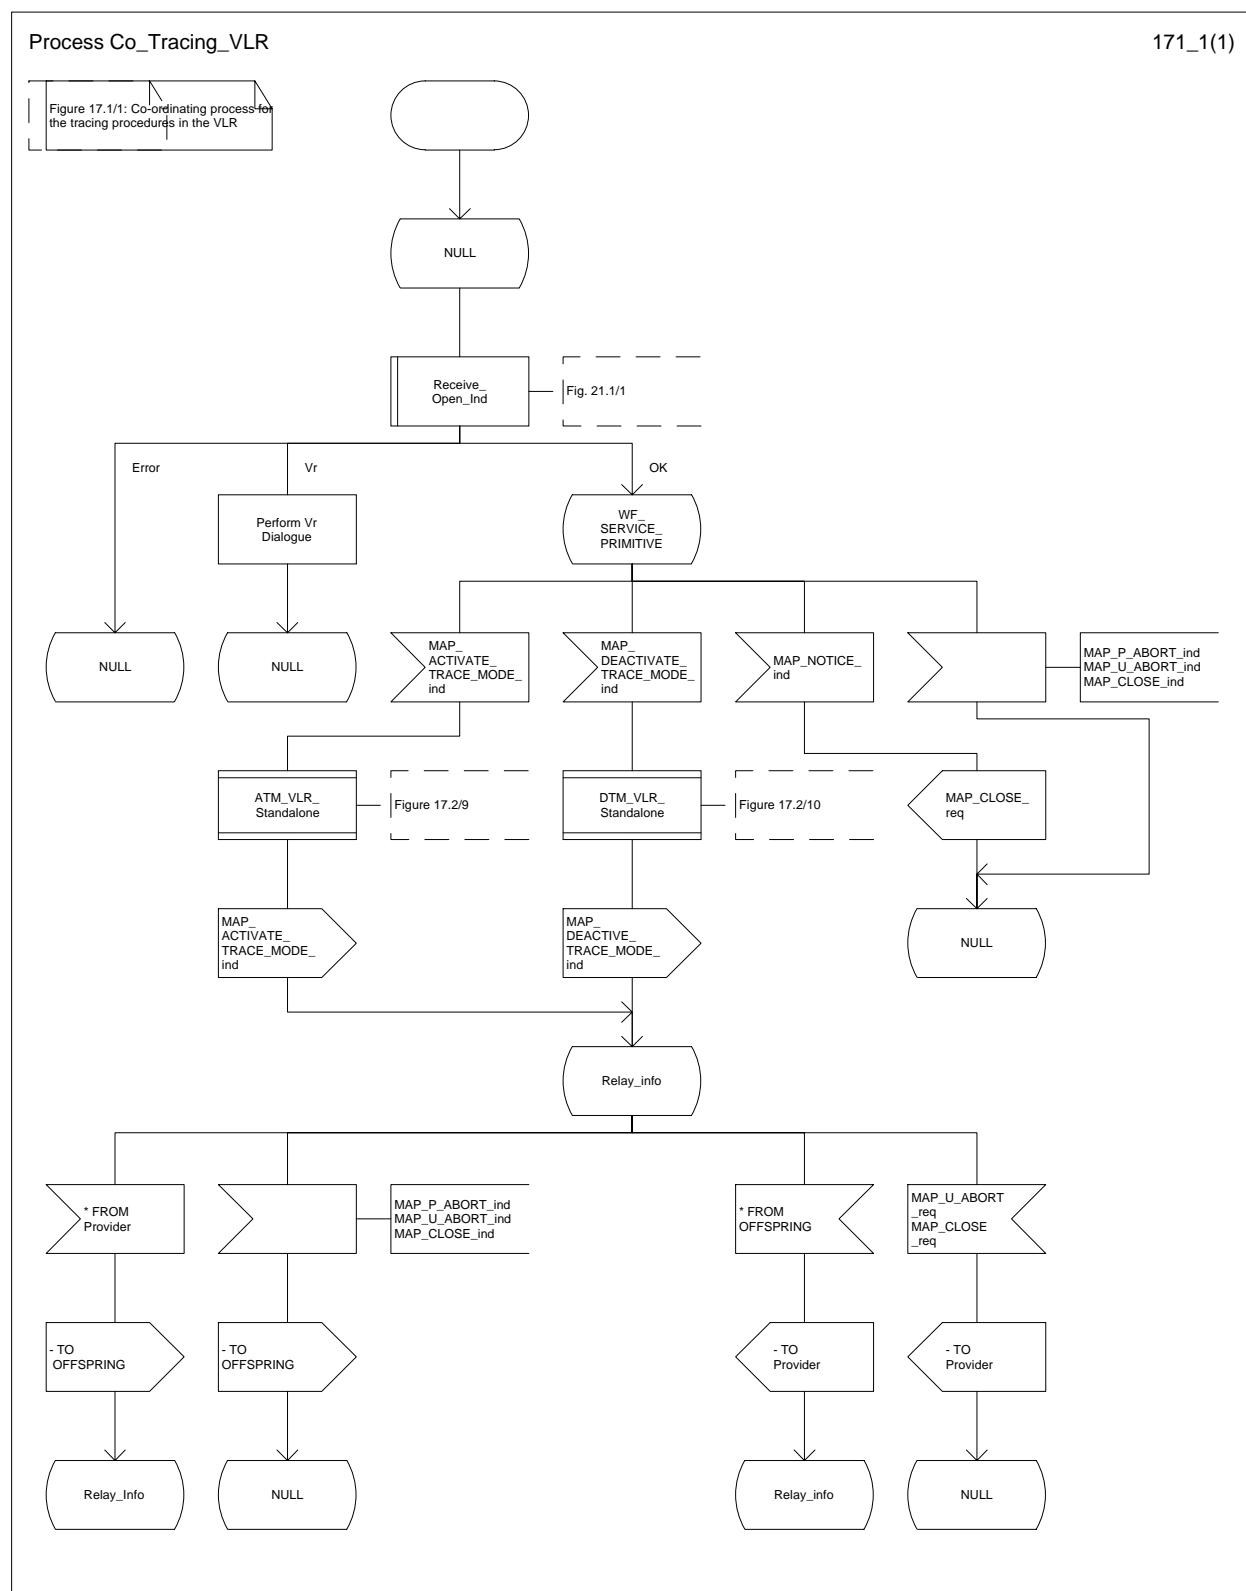 Process Co_Tracing_VLR
171_1(1)
Figure 17.1/1: Co-ordinating process for
the tracing procedures in the VLR
NULL
Receive_
Open_Ind
Fig. 21.1/1
Error
Vr
OK
Perform Vr
Dialogue
WF_
SERVICE_
PRIMITIVE
NULL
NULL
MAP_
ACTIVATE_
TRACE_MODE_
ind
MAP_
DEACTIVATE_
TRACE_MODE_
ind
MAP_NOTICE_
ind
MAP_P_ABORT_ind
MAP_U_ABORT_ind
MAP_CLOSE_ind
ATM_VLR_
Standalone
Figure 17.2/9
DTM_VLR_
Standalone
Figure 17.2/10
MAP_CLOSE_
req
MAP_
ACTIVATE_
TRACE_MODE_
ind
MAP_
DEACTIVE_
TRACE_MODE_
ind
NULL
Relay_info
* FROM
Provider
MAP_P_ABORT_ind
MAP_U_ABORT_ind
MAP_CLOSE_ind
* FROM
OFFSPRING
MAP_U_ABORT
_req
MAP_CLOSE
_req
- TO
OFFSPRING
- TO
OFFSPRING
- TO
Provider
- TO
Provider
Relay_Info
NULL
Relay_info
NULL